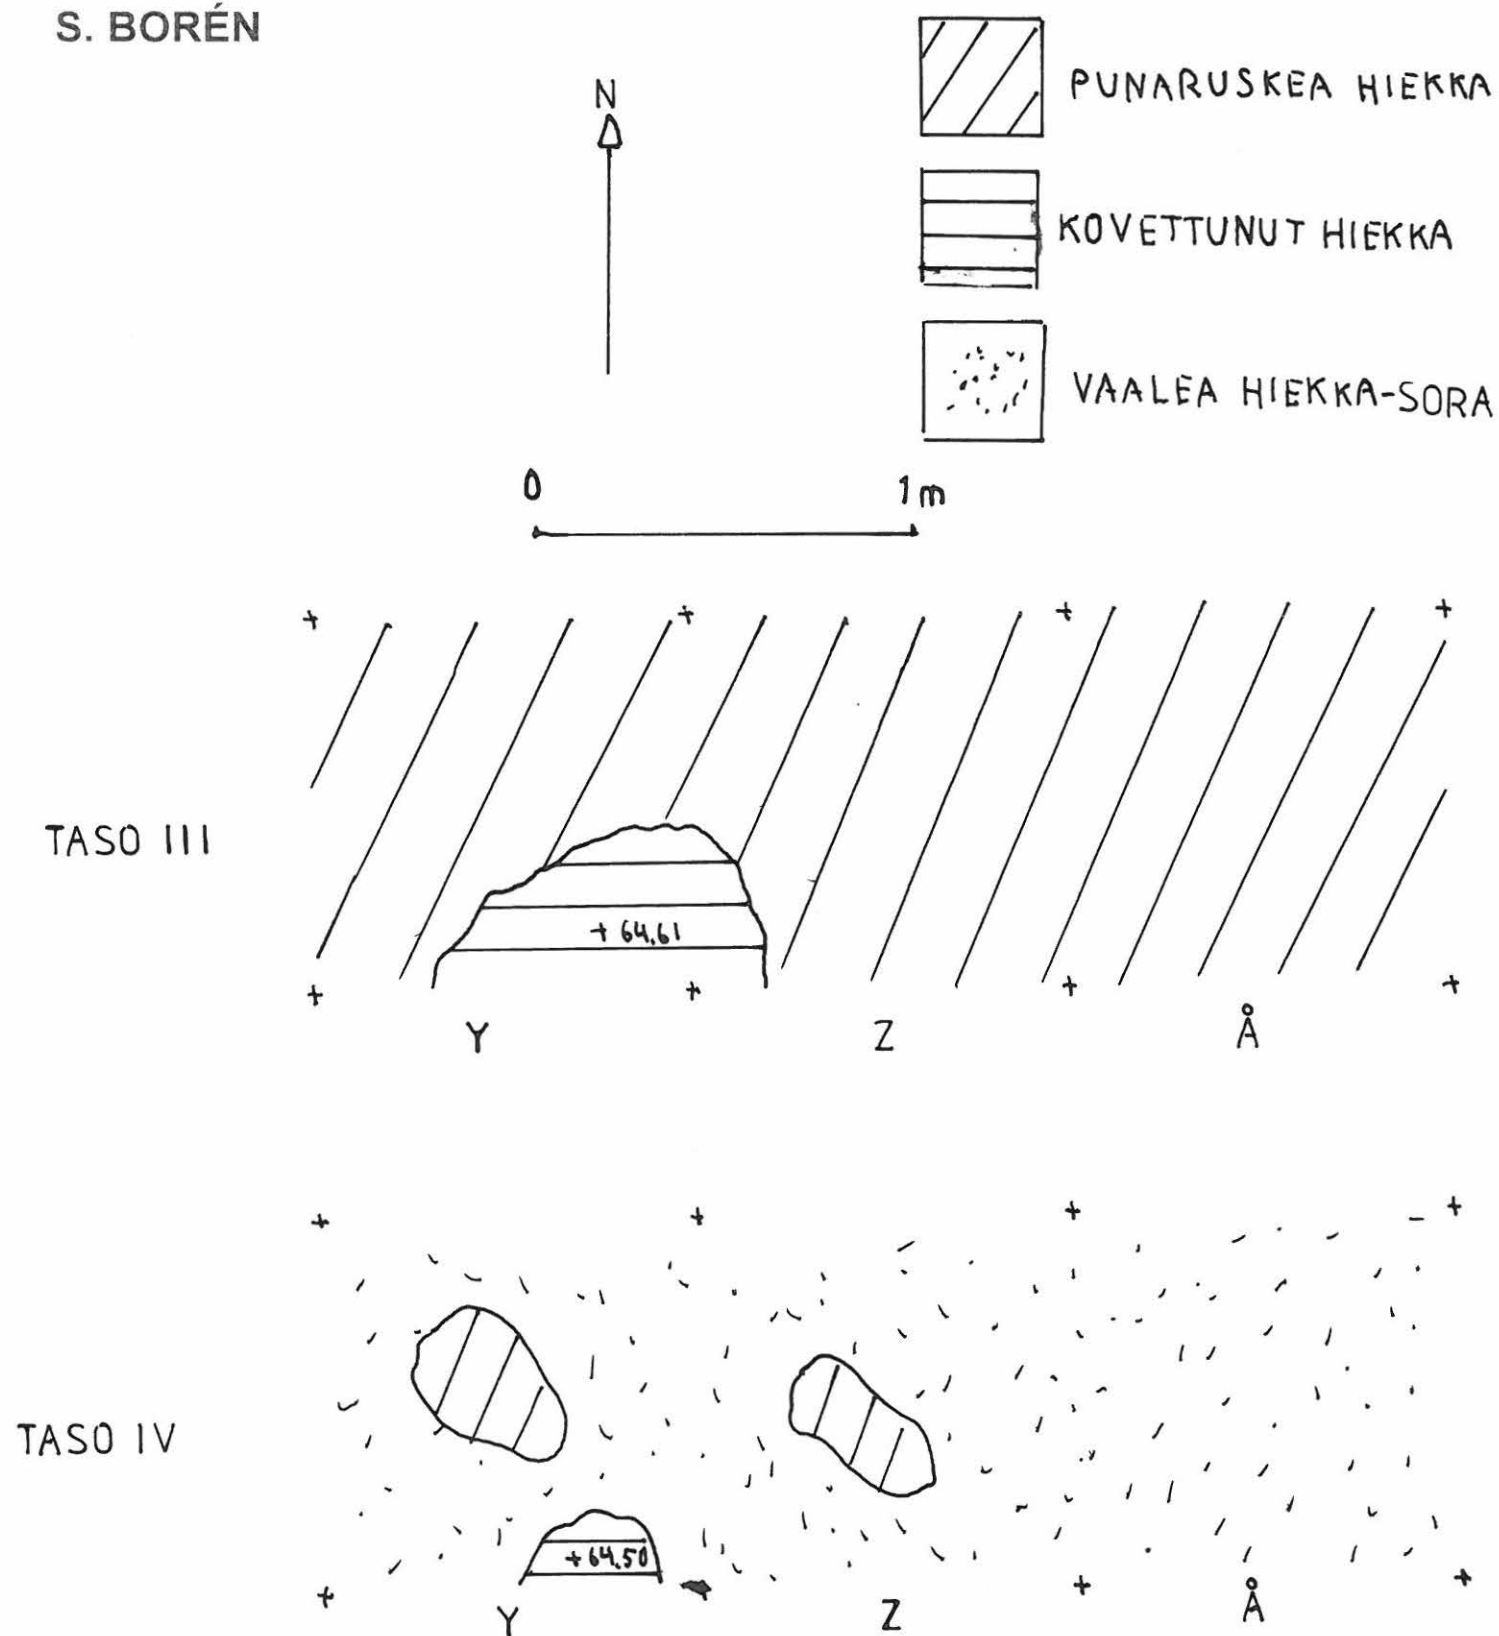 S. BORÉN
N
PUNARUSKEA HIEKKA
KOVETTUNUT HIEKKA
VAALEA HIEKKA-SORA
0 1m
TASO III
+ 64.61
Y Z Å
TASO IV
+ 64.50
Y Z Å